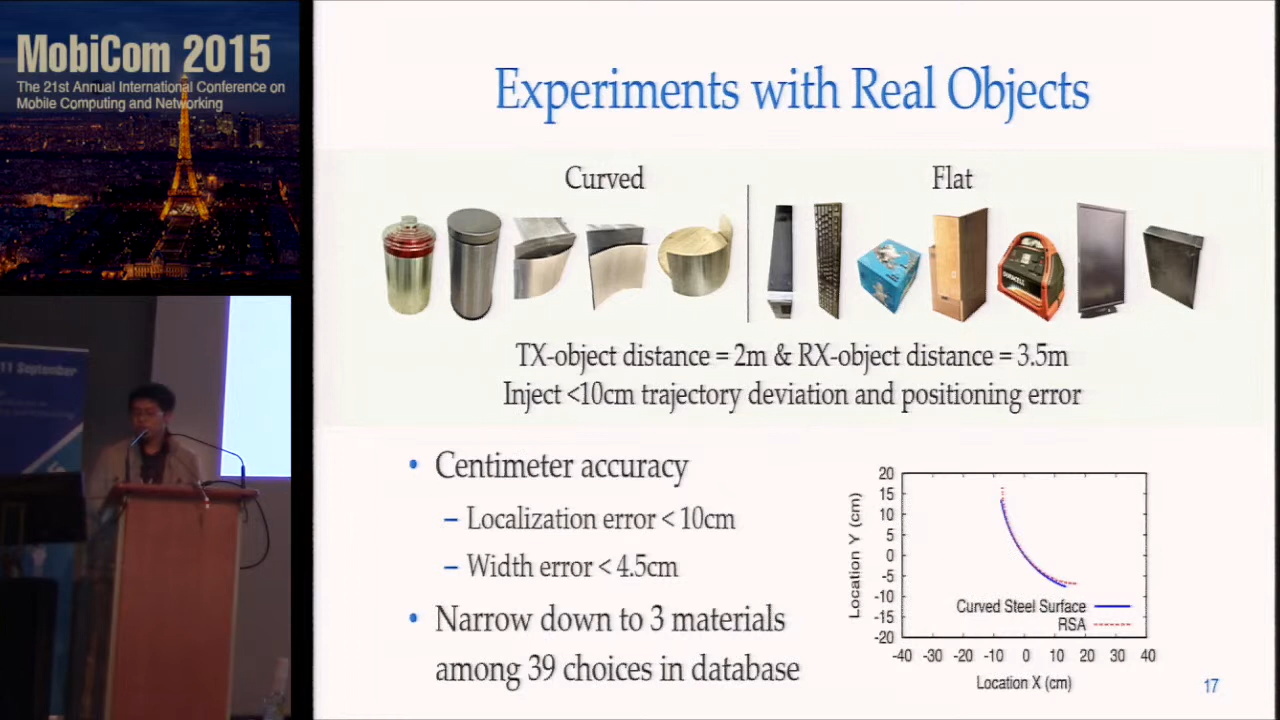 MobiCom 2015
The 21st Annual International Conference on
Mobile Computing and Networking
11 September
Experiments with Real Objects
Curved
Flat
DURACELL
TX-object distance = 2m & RX-object distance = 3.5m
Inject <10cm trajectory deviation and positioning error
• Centimeter accuracy
– Localization error < 10cm
– Width error < 4.5cm
• Narrow down to 3 materials
among 39 choices in database
Location Y (cm)
20
15
10
5
0
-5
-10
-15
-20
Curved Steel Surface
RSA
-40 -30 -20 -10 0 10 20 30 40
Location X (cm)
17